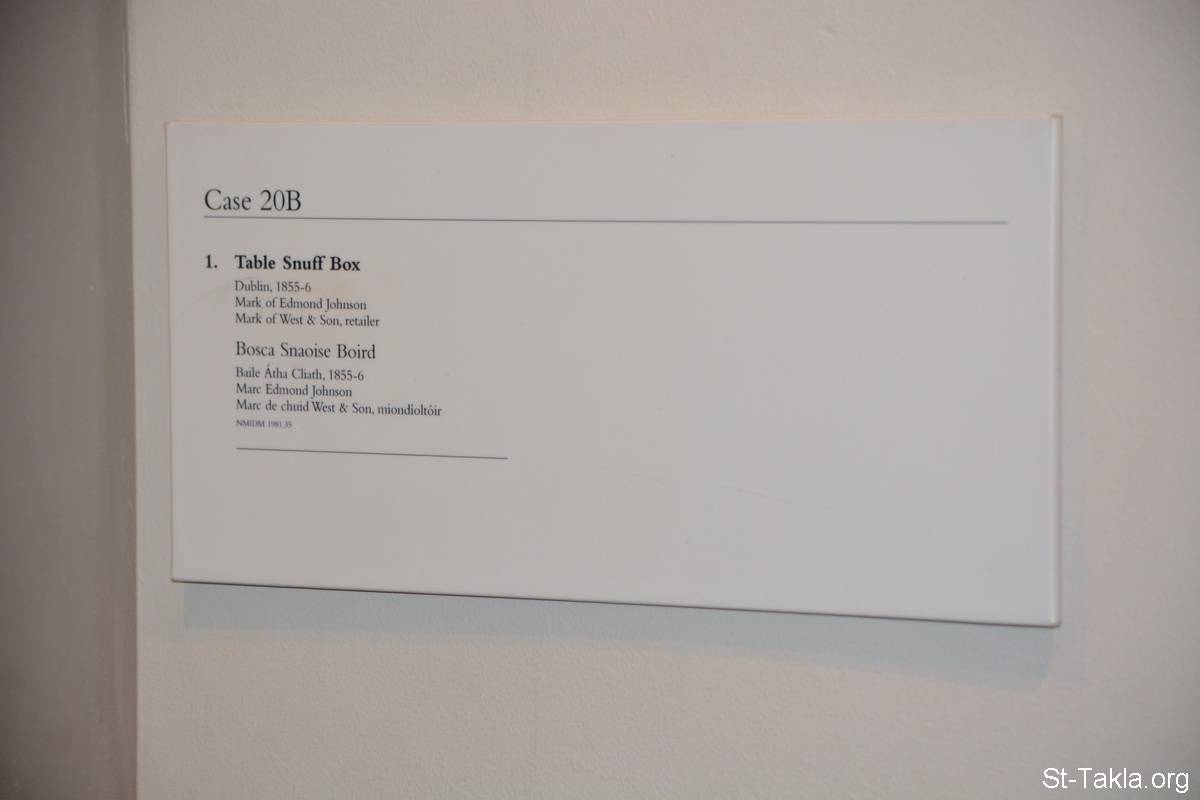 Case 20B
1. Table Snuff Box
Dublin, 1855-6
Mark of Edmond Johnson
Mark of West & Son, retailer
Bosca Snaoise Boird
Baile Átha Cliath, 1855-6
Marc Edmond Johnson
Marc de chuid West & Son, miondíoltóir
NMIDM 1981.35
St-Takla.org